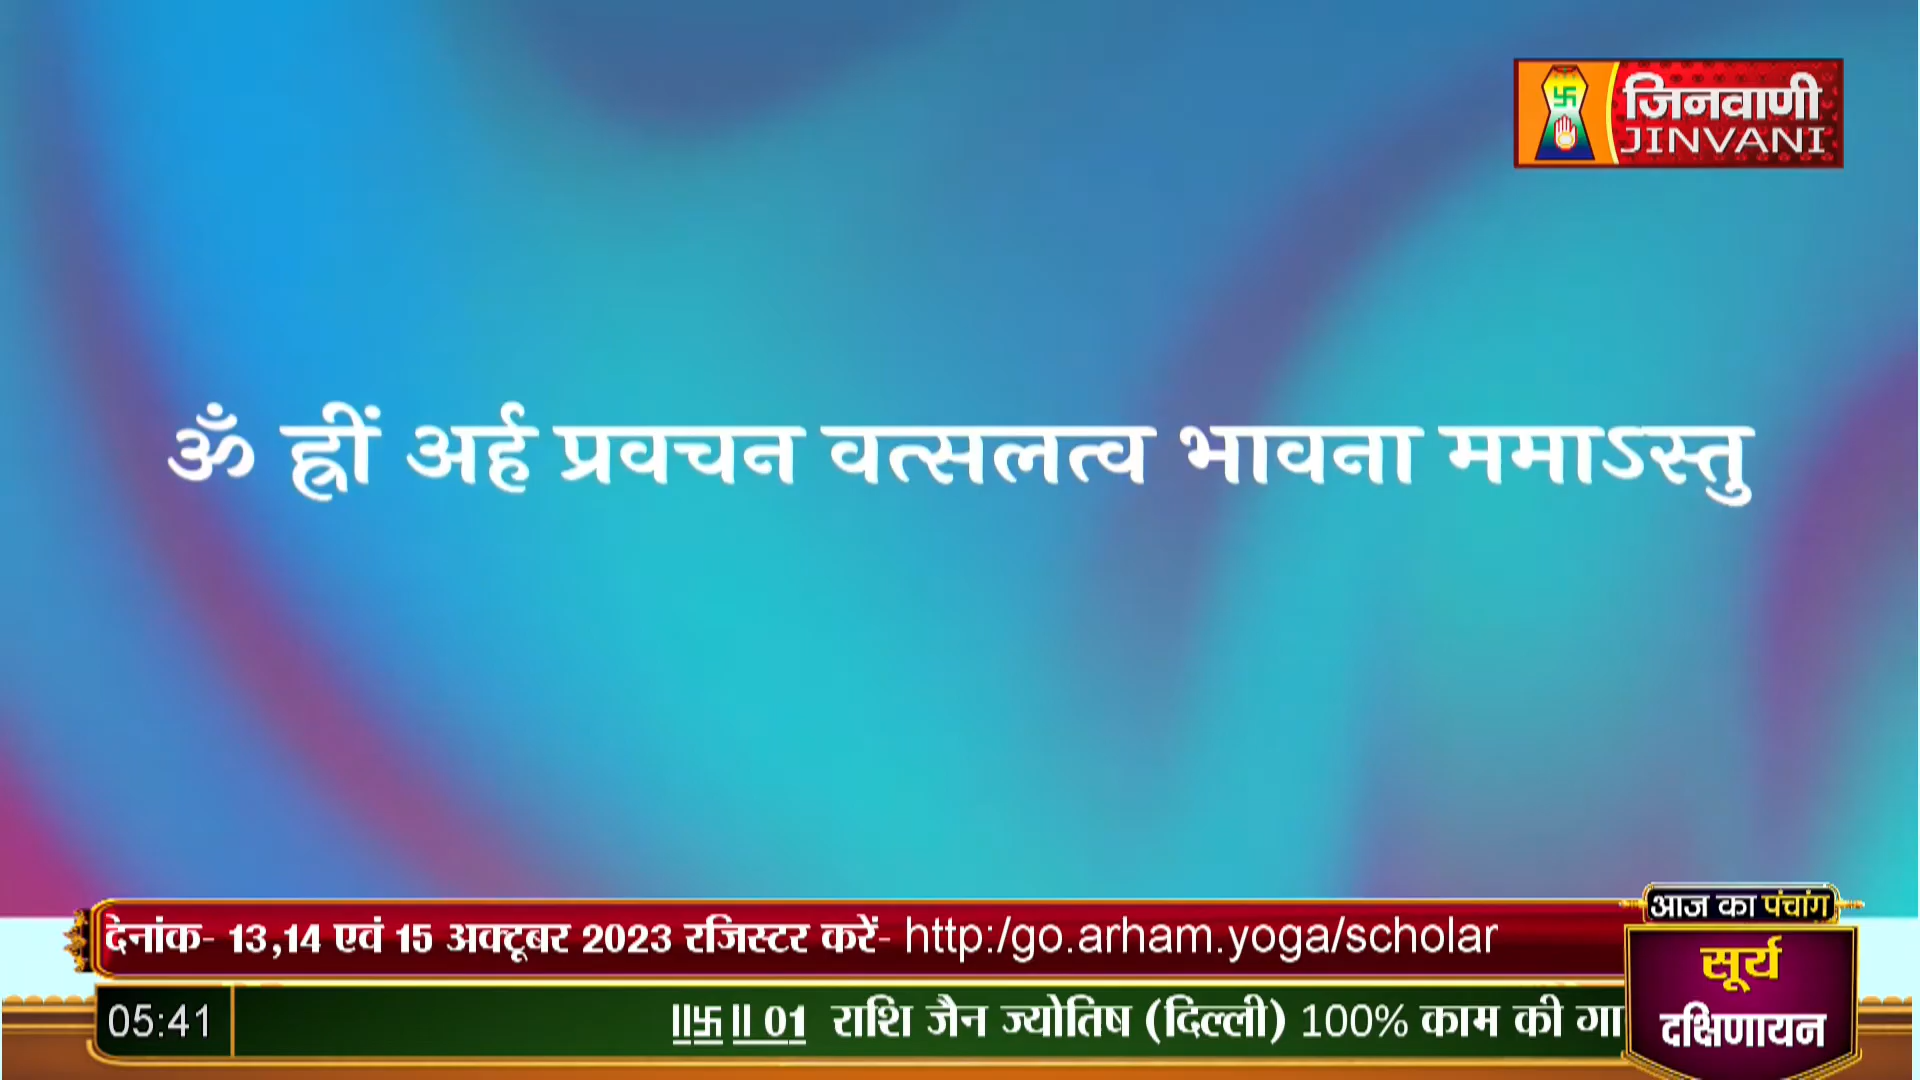 जिनवाणी
JINVANI
ॐ ह्रीं अर्ह प्रवचन वत्सलत्व भावना ममाऽस्तु
आज का पंचांग
देनांक- 13,14 एवं 15 अक्टूबर 2023 रजिस्टर करें- http:/go.arham.yoga/scholar
सूर्य
दक्षिणायन
05:41
॥卐॥ 01 राशि जैन ज्योतिष (दिल्ली) 100% काम की गा